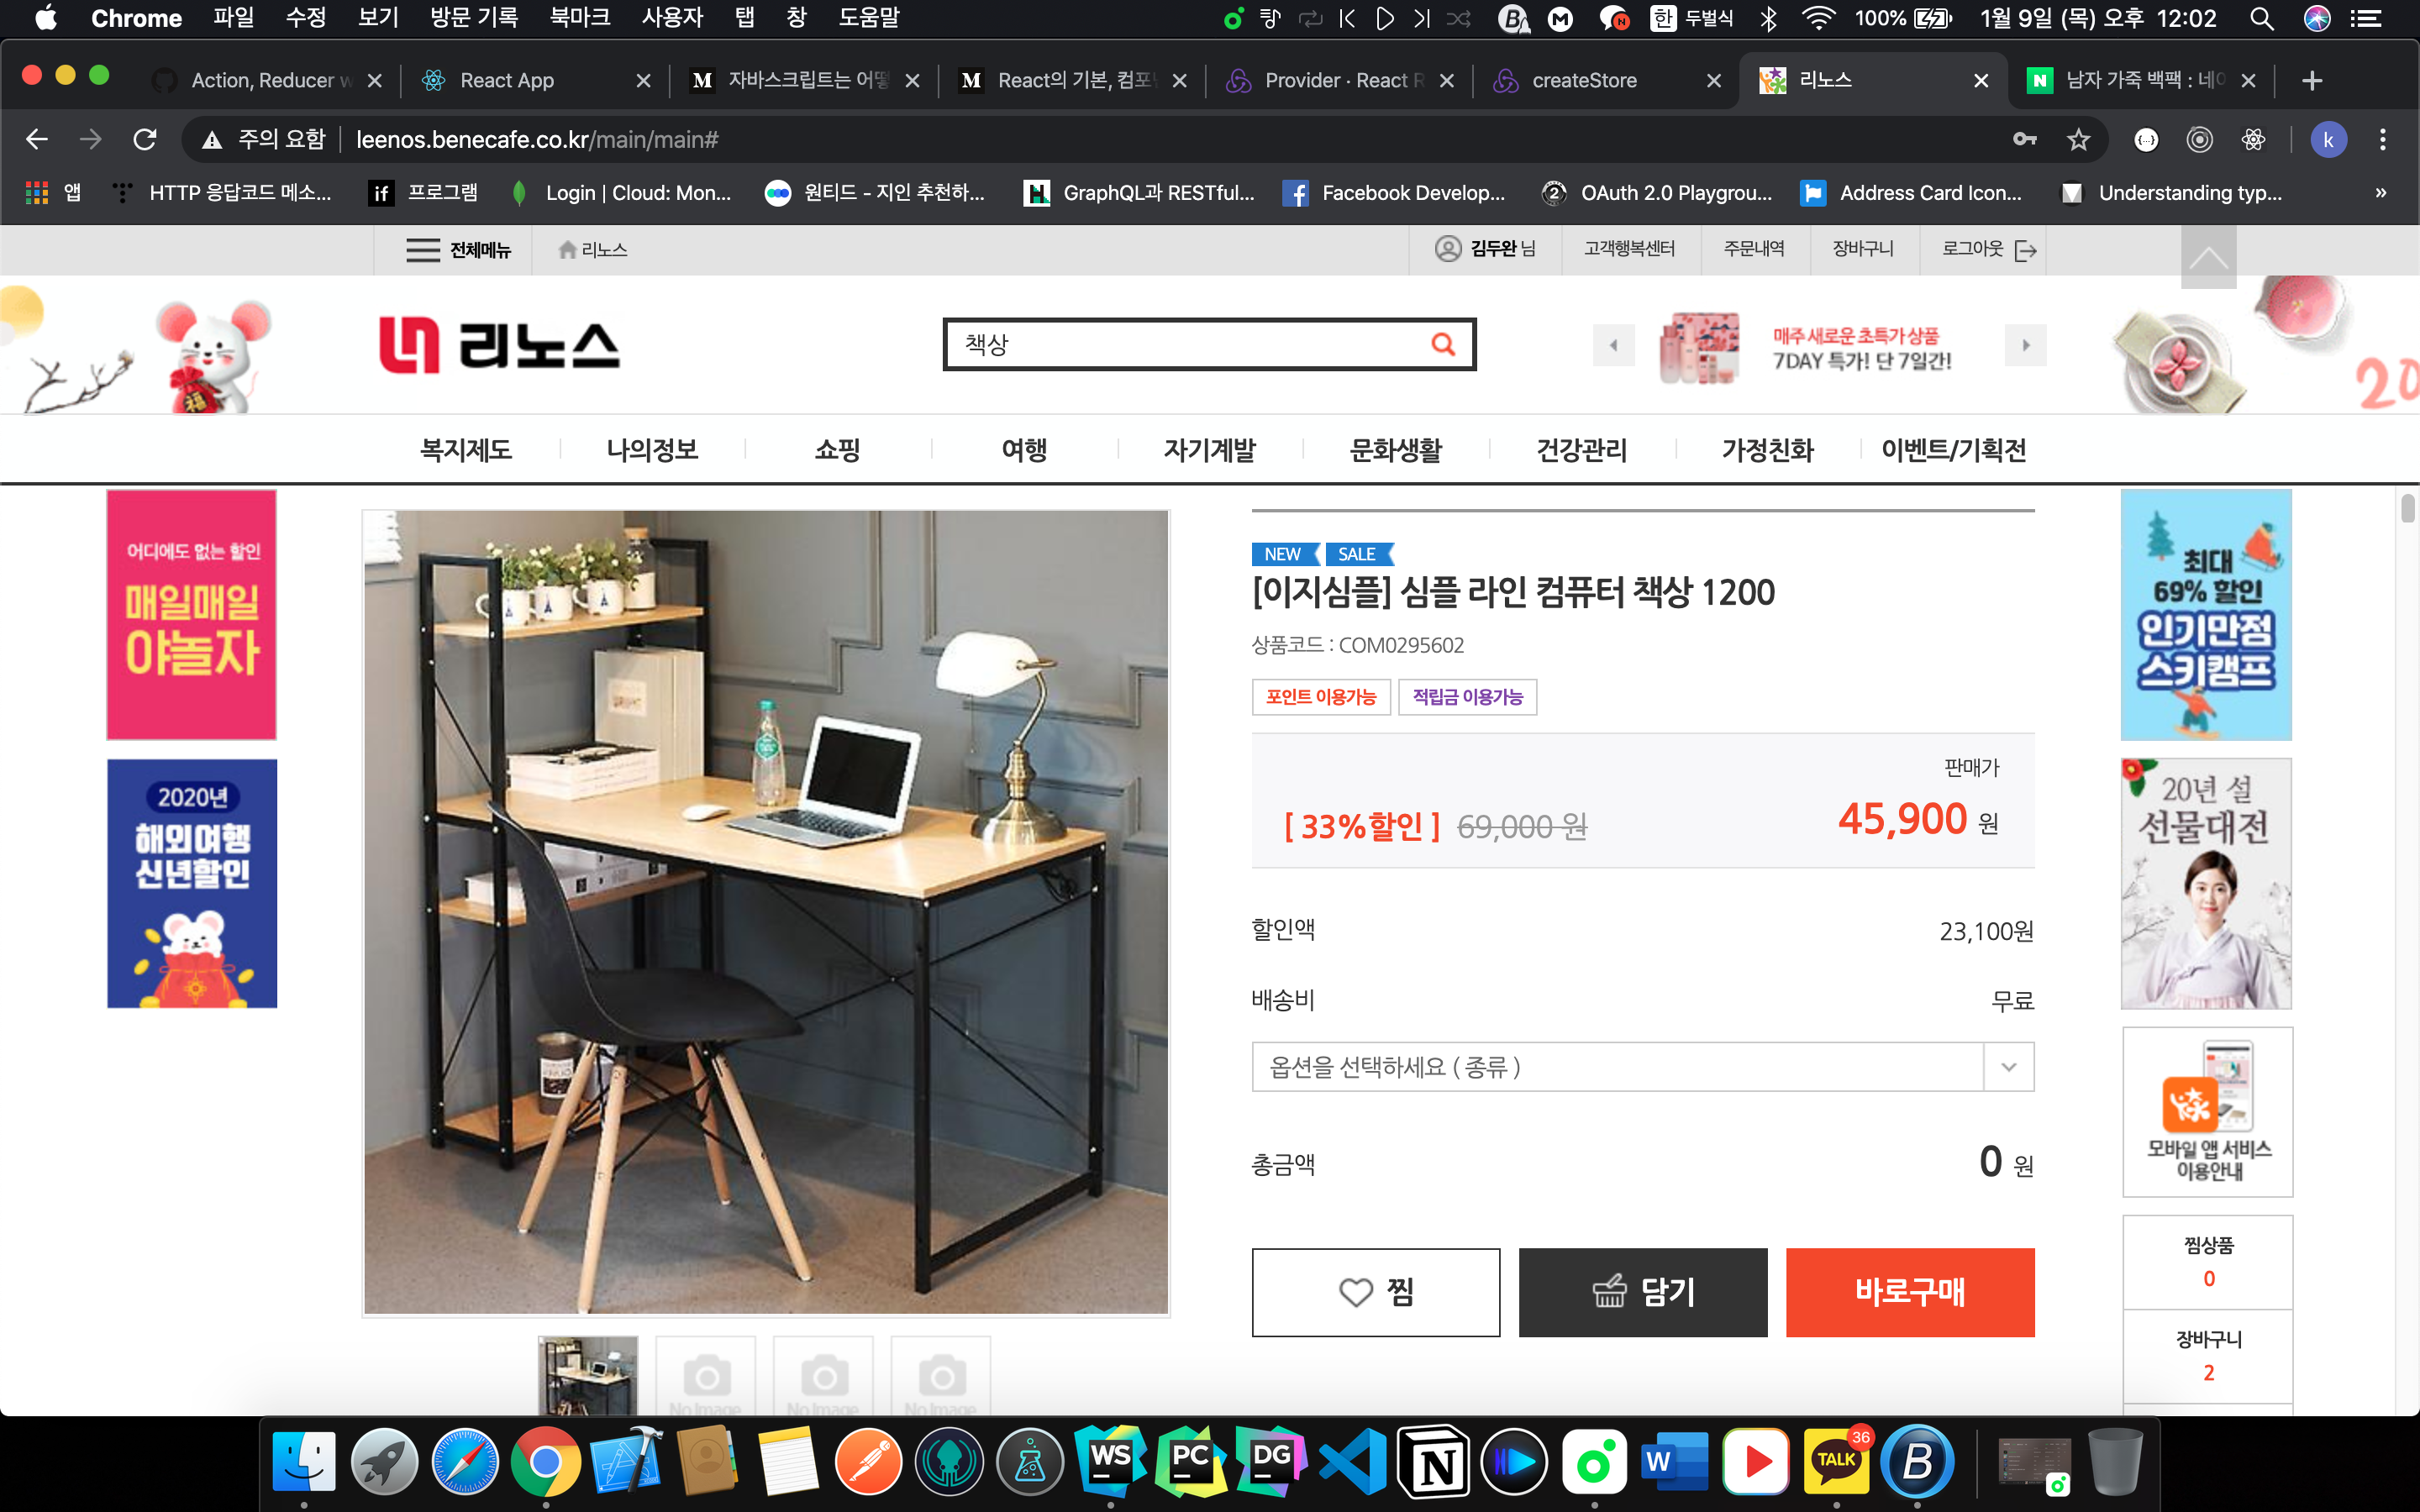 Chrome 파일 수정 보기 방문 기록 북마크 사용자 탭 창 도움말 한 두벌식 100% 1월 9일 (목) 오후 12:02
Action, Reducer w React App 자바스크립트는 어떻 React의 기본, 컴포 Provider · React R createStore 리노스 남자 가죽 백팩 : 네이
주의 요함 leenos.benecafe.co.kr/main/main# k
앱 HTTP 응답코드 메소... 프로그램 Login | Cloud: Mon... 원티드 - 지인 추천하... GraphQL과 RESTful... Facebook Develop... OAuth 2.0 Playgrou... Address Card Icon... Understanding typ... »
전체메뉴 리노스 김두완 님 고객행복센터 주문내역 장바구니 로그아웃
리노스
책상
매주 새로운 초특가 상품
7DAY 특가! 단 7일간!
20
복지제도 나의정보 쇼핑 여행 자기계발 문화생활 건강관리 가정친화 이벤트/기획전
어디에도 없는 할인
매일매일
야놀자
2020년
해외여행
신년할인
NEW SALE
[이지심플] 심플 라인 컴퓨터 책상 1200
상품코드 : COM0295602
포인트 이용가능 적립금 이용가능
판매가
[ 33%할인 ] 69,000 원 45,900 원
할인액 23,100원
배송비 무료
옵션을 선택하세요 ( 종류 )
총금액 0 원
찜 담기 바로구매
No Image No Image No Image
최대
69% 할인
인기만점
스키캠프
20년 설
선물대전
모바일 앱 서비스
이용안내
찜상품
0
장바구니
2
WS PC DG N W TALK 36 B